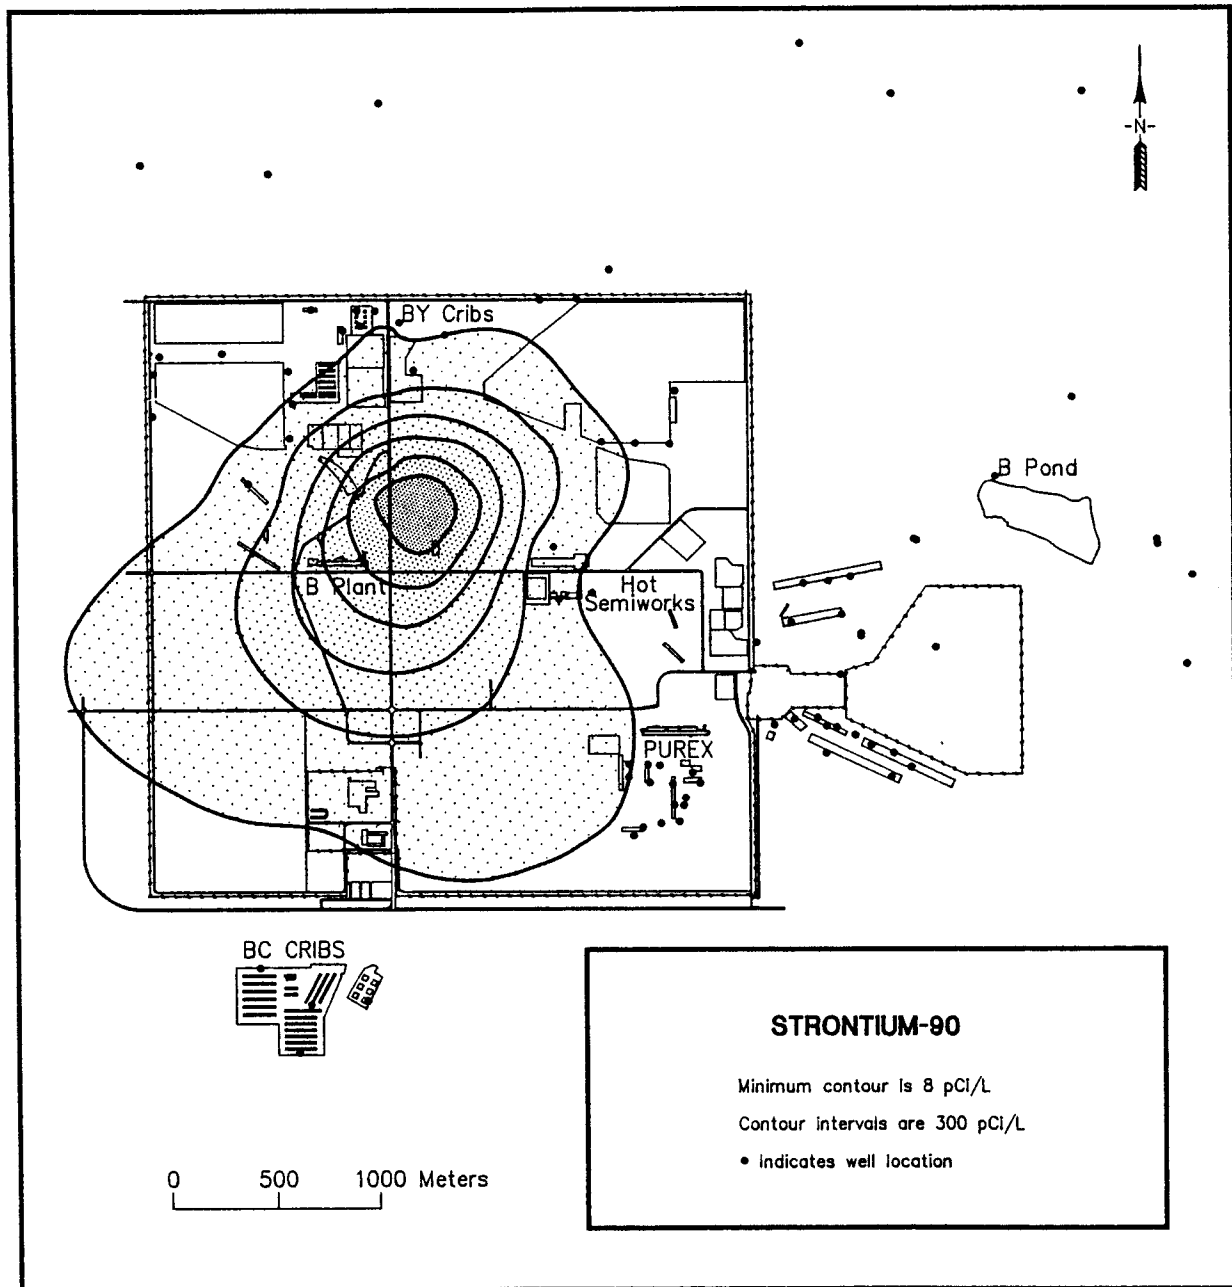 -N-
BY Cribs
B Pond
B Plant
Hot
Semiworks
PUREX
BC CRIBS
STRONTIUM-90
Minimum contour is 8 pCi/L
Contour intervals are 300 pCi/L
• indicates well location
0 500 1000 Meters